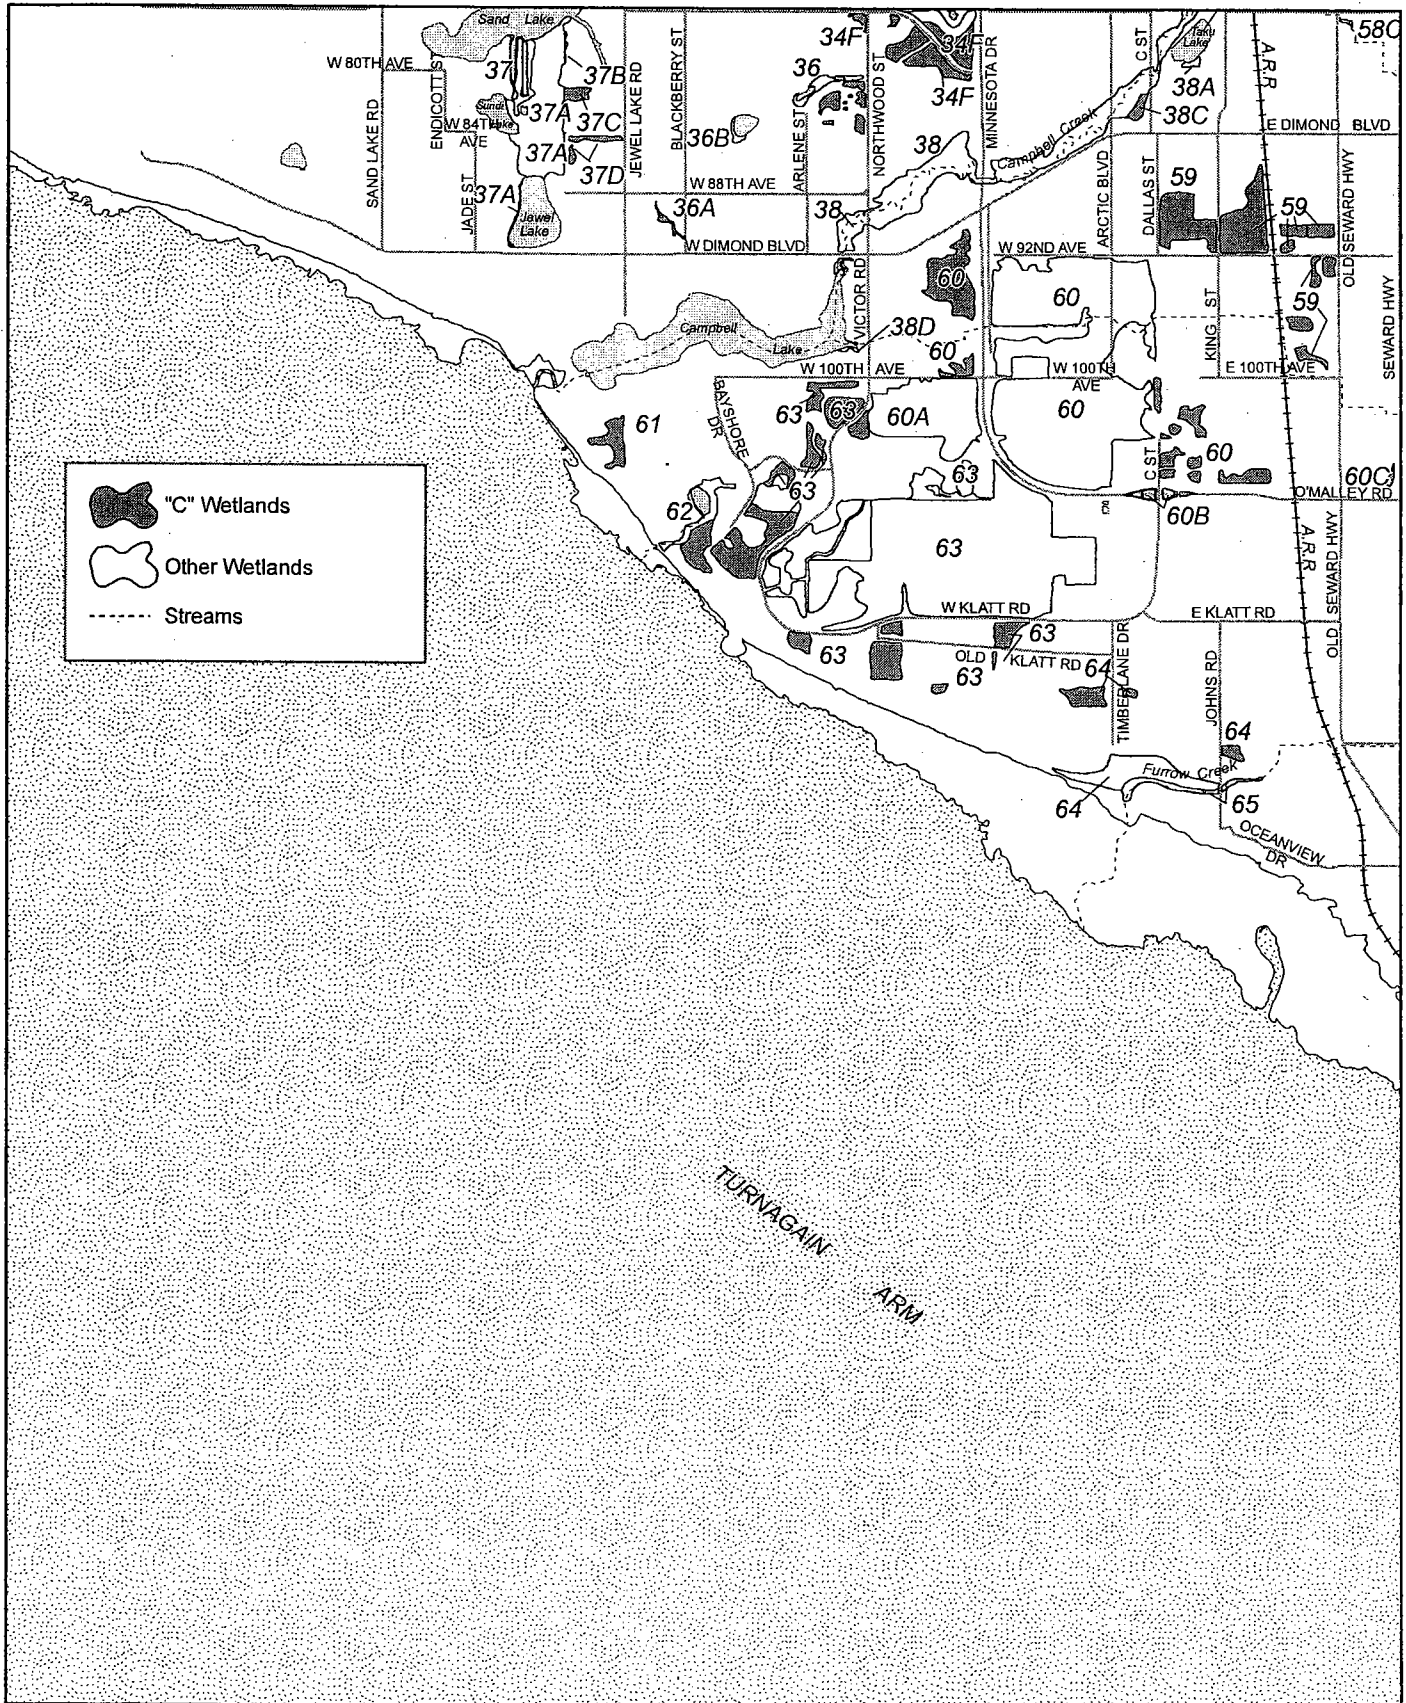 Sand Lake
34F
34F
58C
W 80TH AVE
37
37B
36
34F
Taku Lake
38A
A.R.R
ENDICOTT ST
BLACKBERRY ST
NORTHWOOD ST
MINNESOTA DR
C ST
37A
37C
38C
W 84TH AVE
36B
ARLENE ST
38
Campbell Creek
E DIMOND BLVD
SAND LAKE RD
JEWEL LAKE RD
37A
37D
JADE ST
37A
W 88TH AVE
ARCTIC BLVD
DALLAS ST
59
OLD SEWARD HWY
Jewel Lake
36A
38
59
W DIMOND BLVD
W 92ND AVE
60
60
VICTOR RD
KING ST
59
SEWARD HWY
Campbell Lake
38D
60
W 100TH AVE
W 100TH AVE
E 100TH AVE
BAYSHORE DR
61
63
63
60A
60
60
C ST
63
60C
"C" Wetlands
62
63
O'MALLEY RD
60B
Other Wetlands
63
A.R.R
OLD SEWARD HWY
Streams
W KLATT RD
E KLATT RD
63
63
OLD KLATT RD
63
64
TIMBERLANE DR
JOHNS RD
64
Furrow Creek
64
65
OCEANVIEW DR
TURNAGAIN
ARM